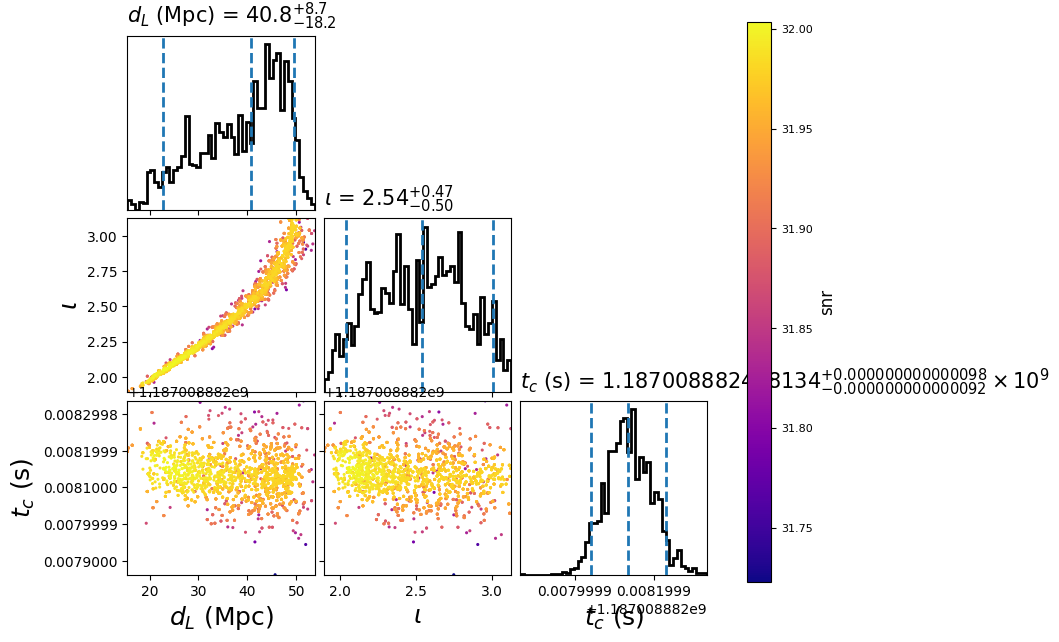 d_L (Mpc) = 40.8^{+8.7}_{-18.2}
32.00
31.95
31.90
31.85
31.80
31.75
snr
ι = 2.54^{+0.47}_{-0.50}
3.00
2.75
2.50
2.25
2.00
ι
t_c (s) = 1.1870088824 8134^{+0.000000000000098}_{-0.000000000000092} × 10^9
+1.187008882e9
+1.187008882e9
0.0082998
0.0081999
0.0081000
0.0079999
0.0079000
t_c (s)
20 30 40 50
d_L (Mpc)
2.0 2.5 3.0
ι
0.0079999 0.0081999
+1.187008882e9
t_c (s)